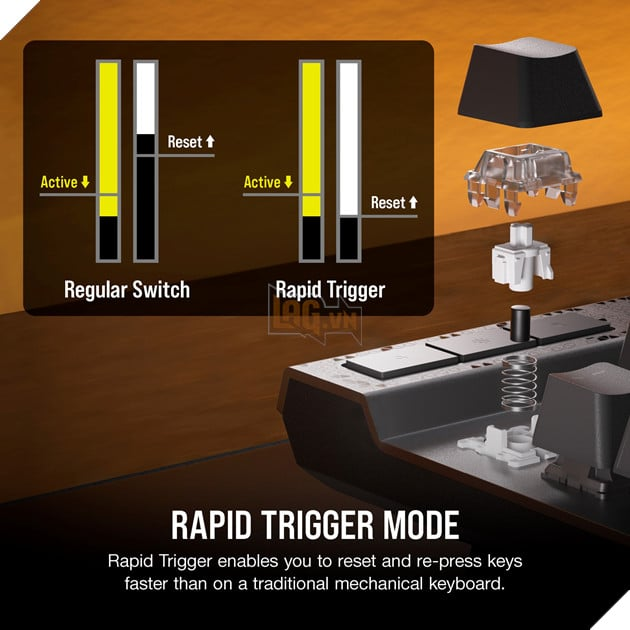 Reset ⬆
Active ⬇
Regular Switch
Active ⬇
Reset ⬆
Rapid Trigger
LAG.VN
RAPID TRIGGER MODE
Rapid Trigger enables you to reset and re-press keys
faster than on a traditional mechanical keyboard.